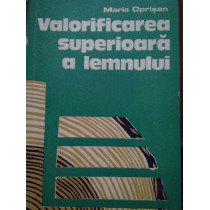 Maria Oprișan
Valorificarea
superioară
a lemnului